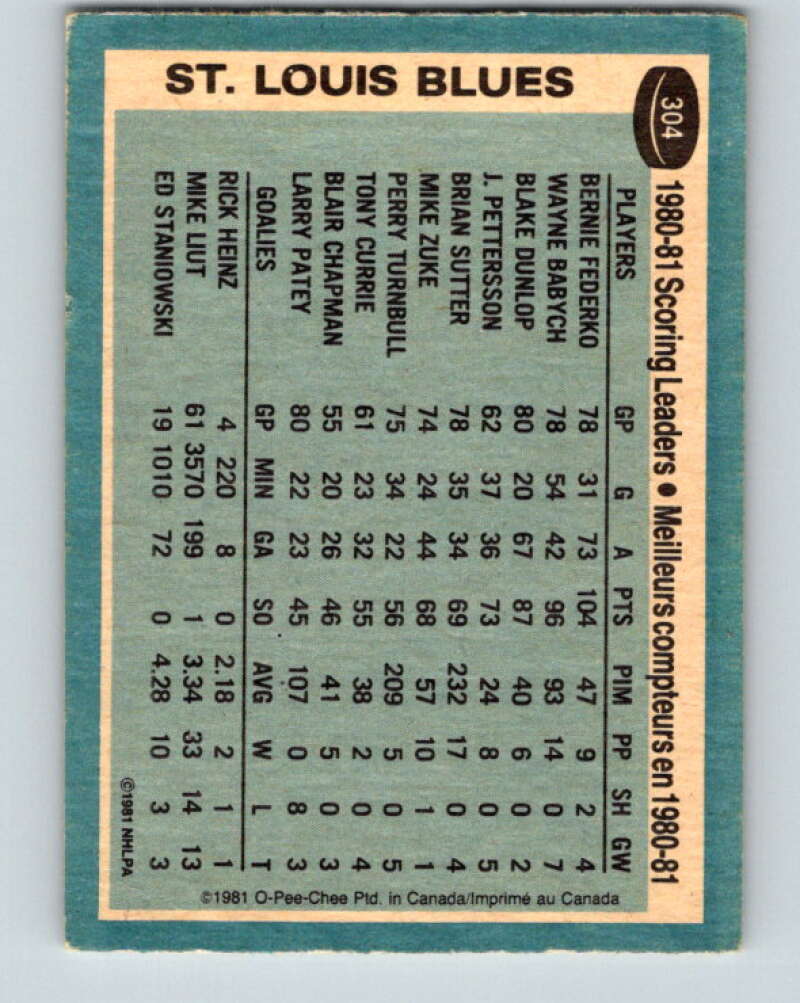 ST. LOUIS BLUES
304
1980-81 Scoring Leaders • Meilleurs compteurs en 1980-81
PLAYERS GP G A PTS PIM PP SH GW
BERNIE FEDERKO 78 31 73 104 47 9 2 4
WAYNE BABYCH 78 54 42 96 93 14 0 7
BLAKE DUNLOP 80 20 67 87 40 6 0 2
J. PETTERSSON 62 37 36 73 24 8 0 5
BRIAN SUTTER 78 35 34 69 232 17 0 4
MIKE ZUKE 74 24 44 68 57 10 1 1
PERRY TURNBULL 75 34 22 56 209 5 0 5
TONY CURRIE 61 23 32 55 38 2 0 4
BLAIR CHAPMAN 55 20 26 46 41 5 0 3
LARRY PATEY 80 22 23 45 107 0 8 3
GOALIES GP MIN GA SO AVG W L T
RICK HEINZ 4 220 8 0 2.18 2 1 1
MIKE LIUT 61 3570 199 1 3.34 33 14 13
ED STANIOWSKI 19 1010 72 0 4.28 10 3 3
©1981 NHLPA
©1981 O-Pee-Chee Ptd. in Canada/Imprimé au Canada